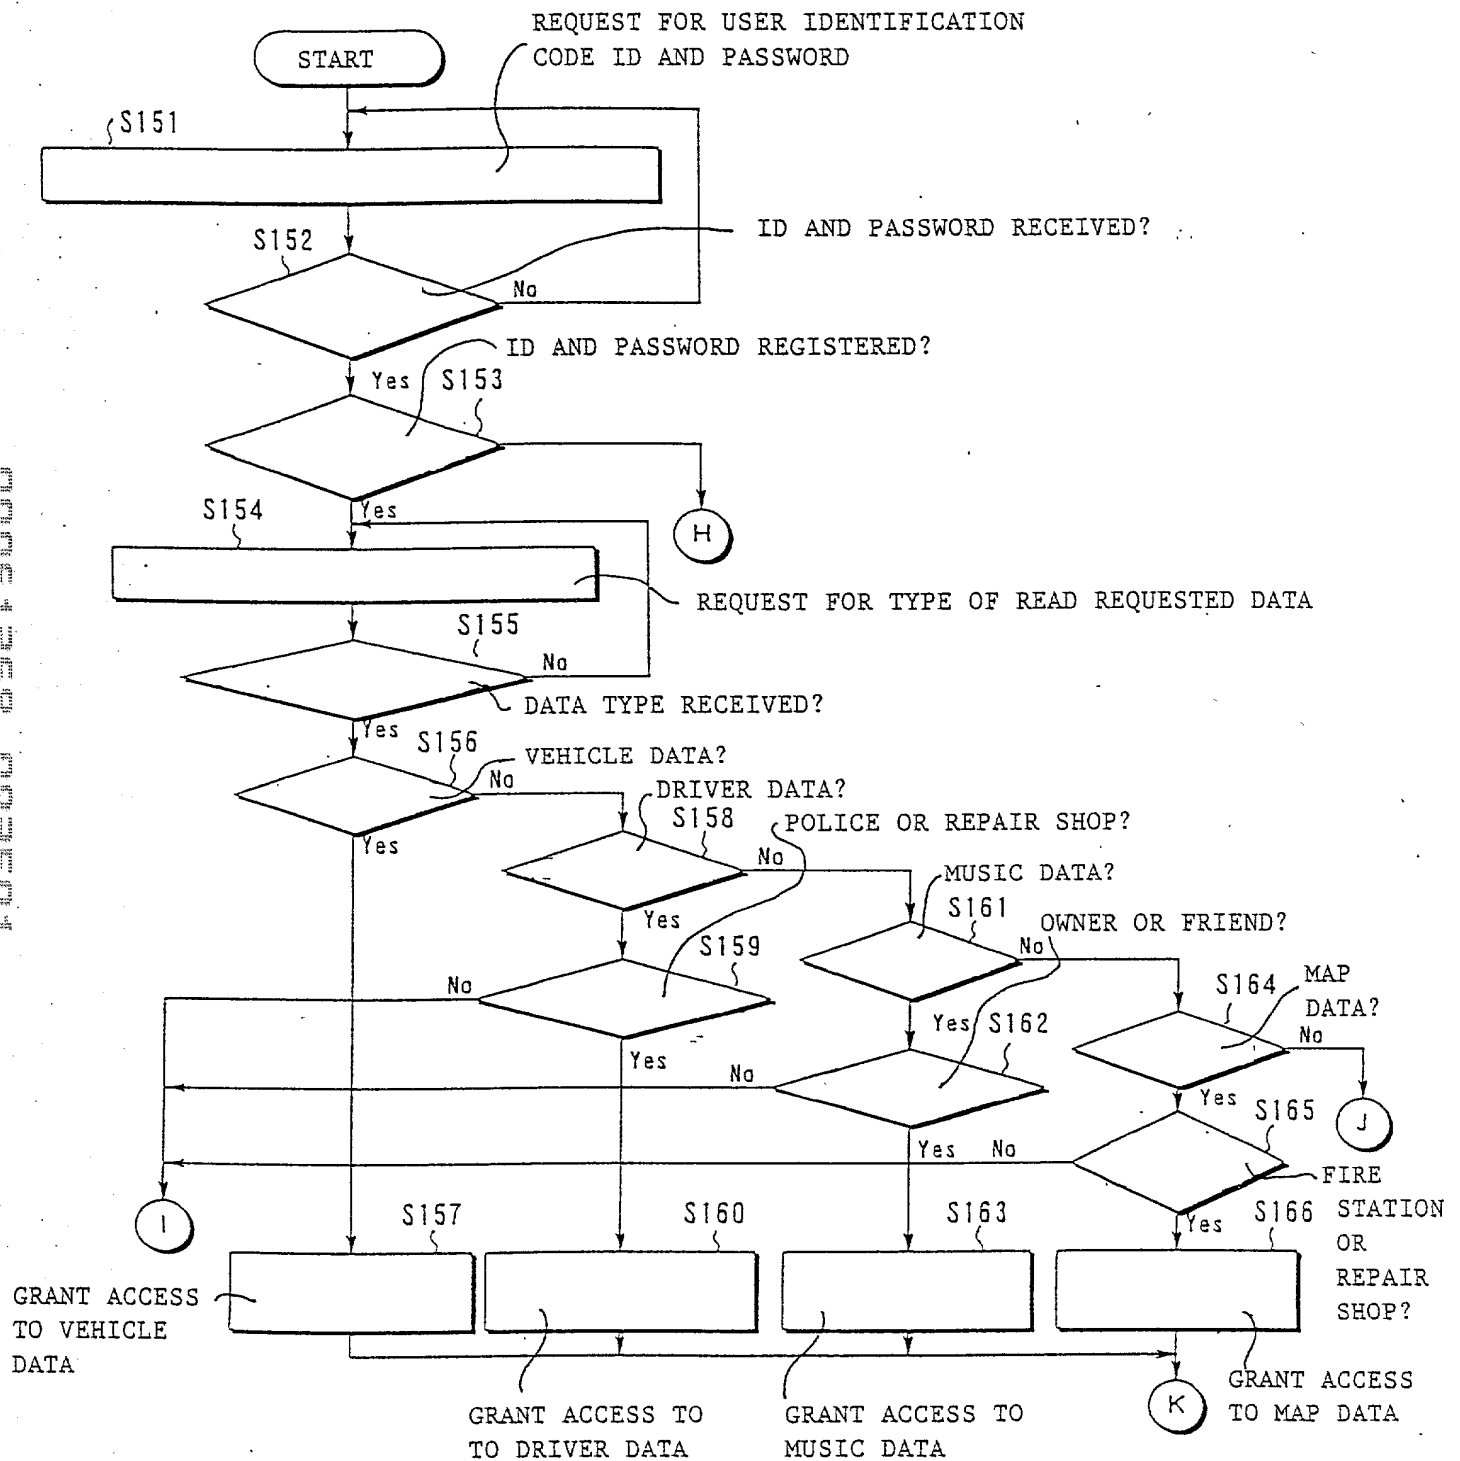 REQUEST FOR USER IDENTIFICATION
CODE ID AND PASSWORD
START
S151
ID AND PASSWORD RECEIVED?
S152
No
ID AND PASSWORD REGISTERED?
Yes
S153
Yes
S154
H
REQUEST FOR TYPE OF READ REQUESTED DATA
S155
No
DATA TYPE RECEIVED?
Yes
S156
VEHICLE DATA?
No
DRIVER DATA?
S158
POLICE OR REPAIR SHOP?
Yes
No
MUSIC DATA?
S161
OWNER OR FRIEND?
Yes
S159
No
No
S164
MAP
DATA?
Yes
S162
No
Yes
No
Yes
S165
J
Yes
No
FIRE
STATION
OR
REPAIR
SHOP?
I
S157
S160
S163
Yes
S166
GRANT ACCESS
TO VEHICLE
DATA
GRANT ACCESS
TO MAP DATA
K
GRANT ACCESS TO
TO DRIVER DATA
GRANT ACCESS TO
MUSIC DATA